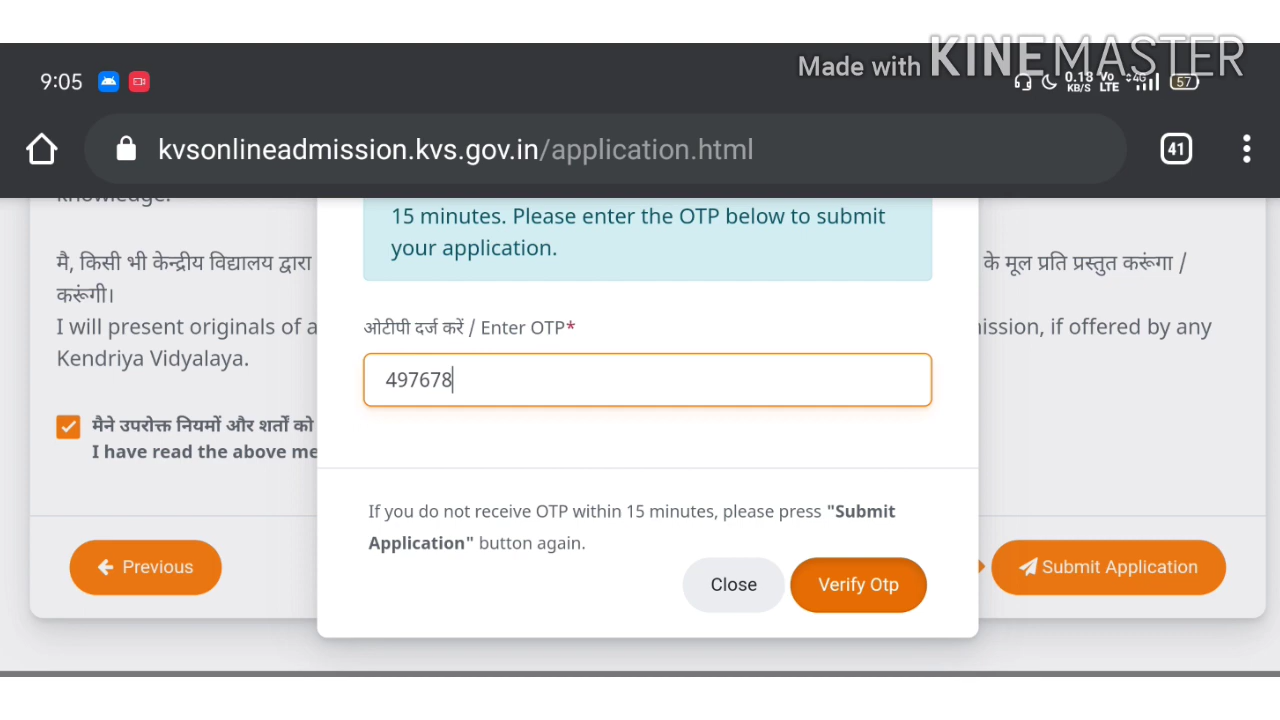 Made with KINEMASTER
9:05 0.13 KB/S Vo LTE 4G 57
kvsonlineadmission.kvs.gov.in/application.html 41
knowledge.
15 minutes. Please enter the OTP below to submit
your application.
मै, किसी भी केन्द्रीय विद्यालय द्वारा
के मूल प्रति प्रस्तुत करूंगा /
करूंगी।
I will present originals of a
ission, if offered by any
Kendriya Vidyalaya.
ओटीपी दर्ज करें / Enter OTP*
497678
मैने उपरोक्त नियमों और शर्तों को
I have read the above me
If you do not receive OTP within 15 minutes, please press "Submit
Application" button again.
Previous
Close
Verify Otp
Submit Application